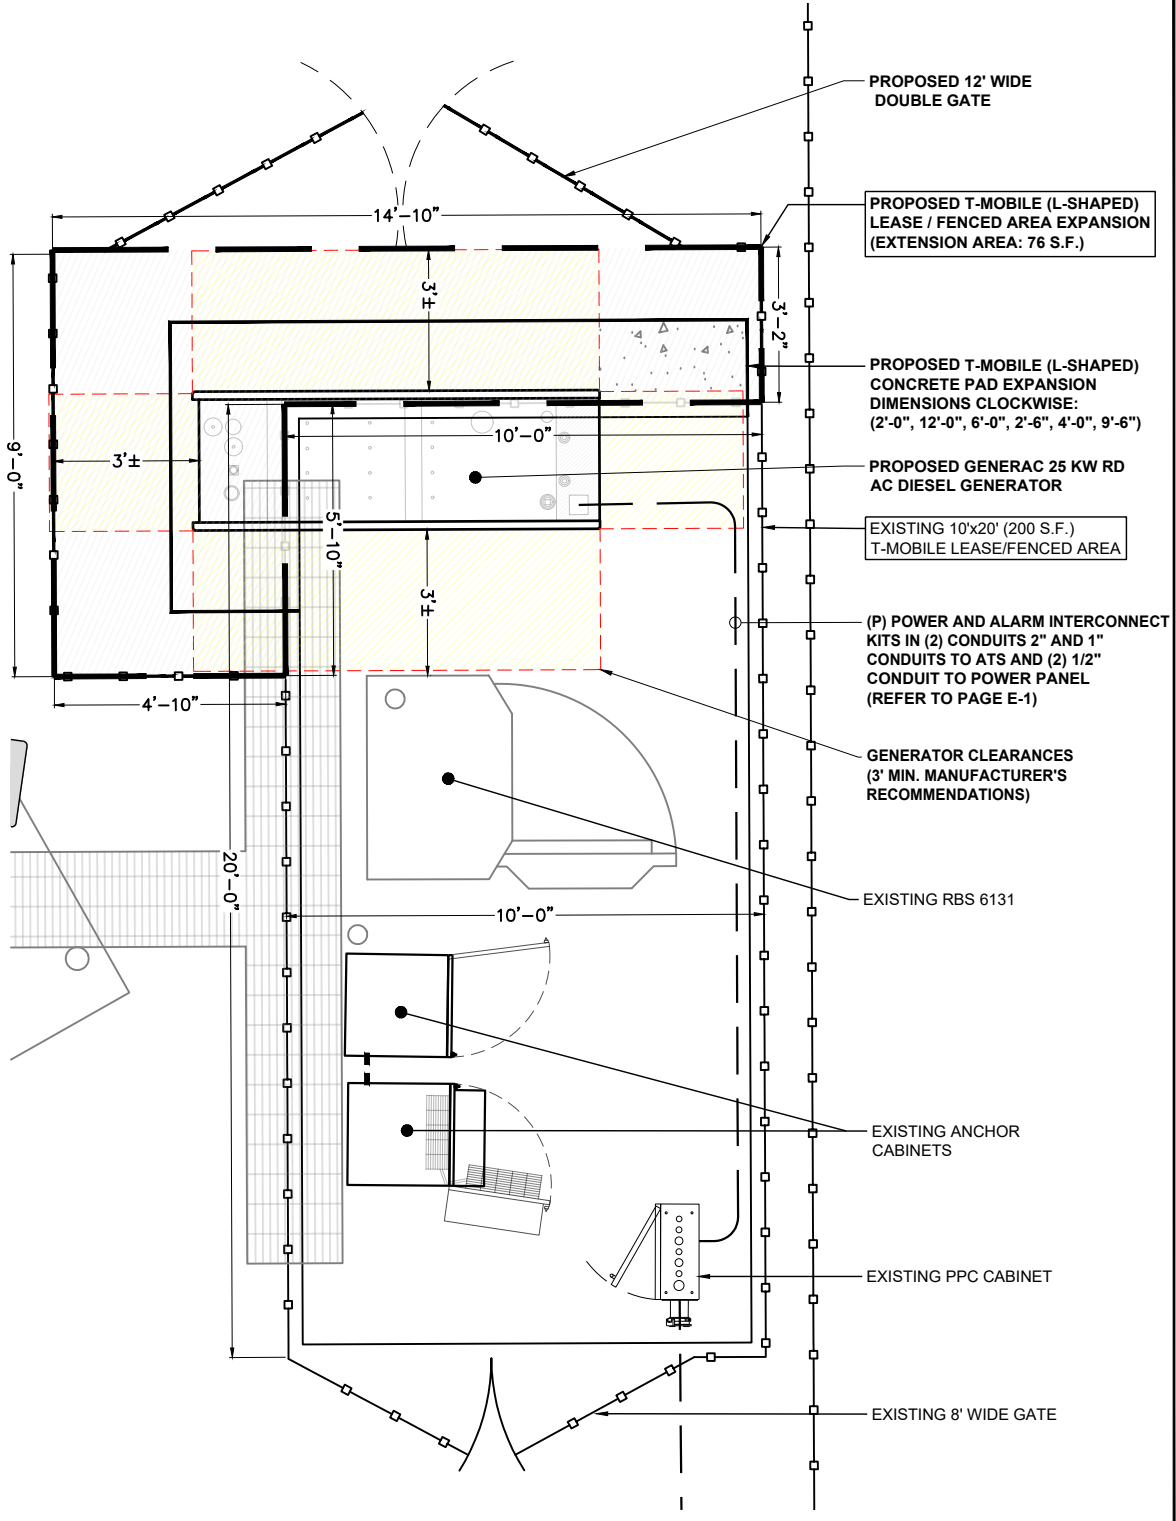 PROPOSED 12' WIDE
DOUBLE GATE
14'-10"
PROPOSED T-MOBILE (L-SHAPED)
LEASE / FENCED AREA EXPANSION
(EXTENSION AREA: 76 S.F.)
3'±
3'-2"
PROPOSED T-MOBILE (L-SHAPED)
CONCRETE PAD EXPANSION
DIMENSIONS CLOCKWISE:
(2'-0", 12'-0", 6'-0", 2'-6", 4'-0", 9'-6")
9'-0"
10'-0"
3'±
PROPOSED GENERAC 25 KW RD
AC DIESEL GENERATOR
5'-10"
EXISTING 10'x20' (200 S.F.)
T-MOBILE LEASE/FENCED AREA
3'±
(P) POWER AND ALARM INTERCONNECT
KITS IN (2) CONDUITS 2" AND 1"
CONDUITS TO ATS AND (2) 1/2"
CONDUIT TO POWER PANEL
(REFER TO PAGE E-1)
4'-10"
GENERATOR CLEARANCES
(3' MIN. MANUFACTURER'S
RECOMMENDATIONS)
20'-0"
EXISTING RBS 6131
10'-0"
EXISTING ANCHOR
CABINETS
EXISTING PPC CABINET
EXISTING 8' WIDE GATE